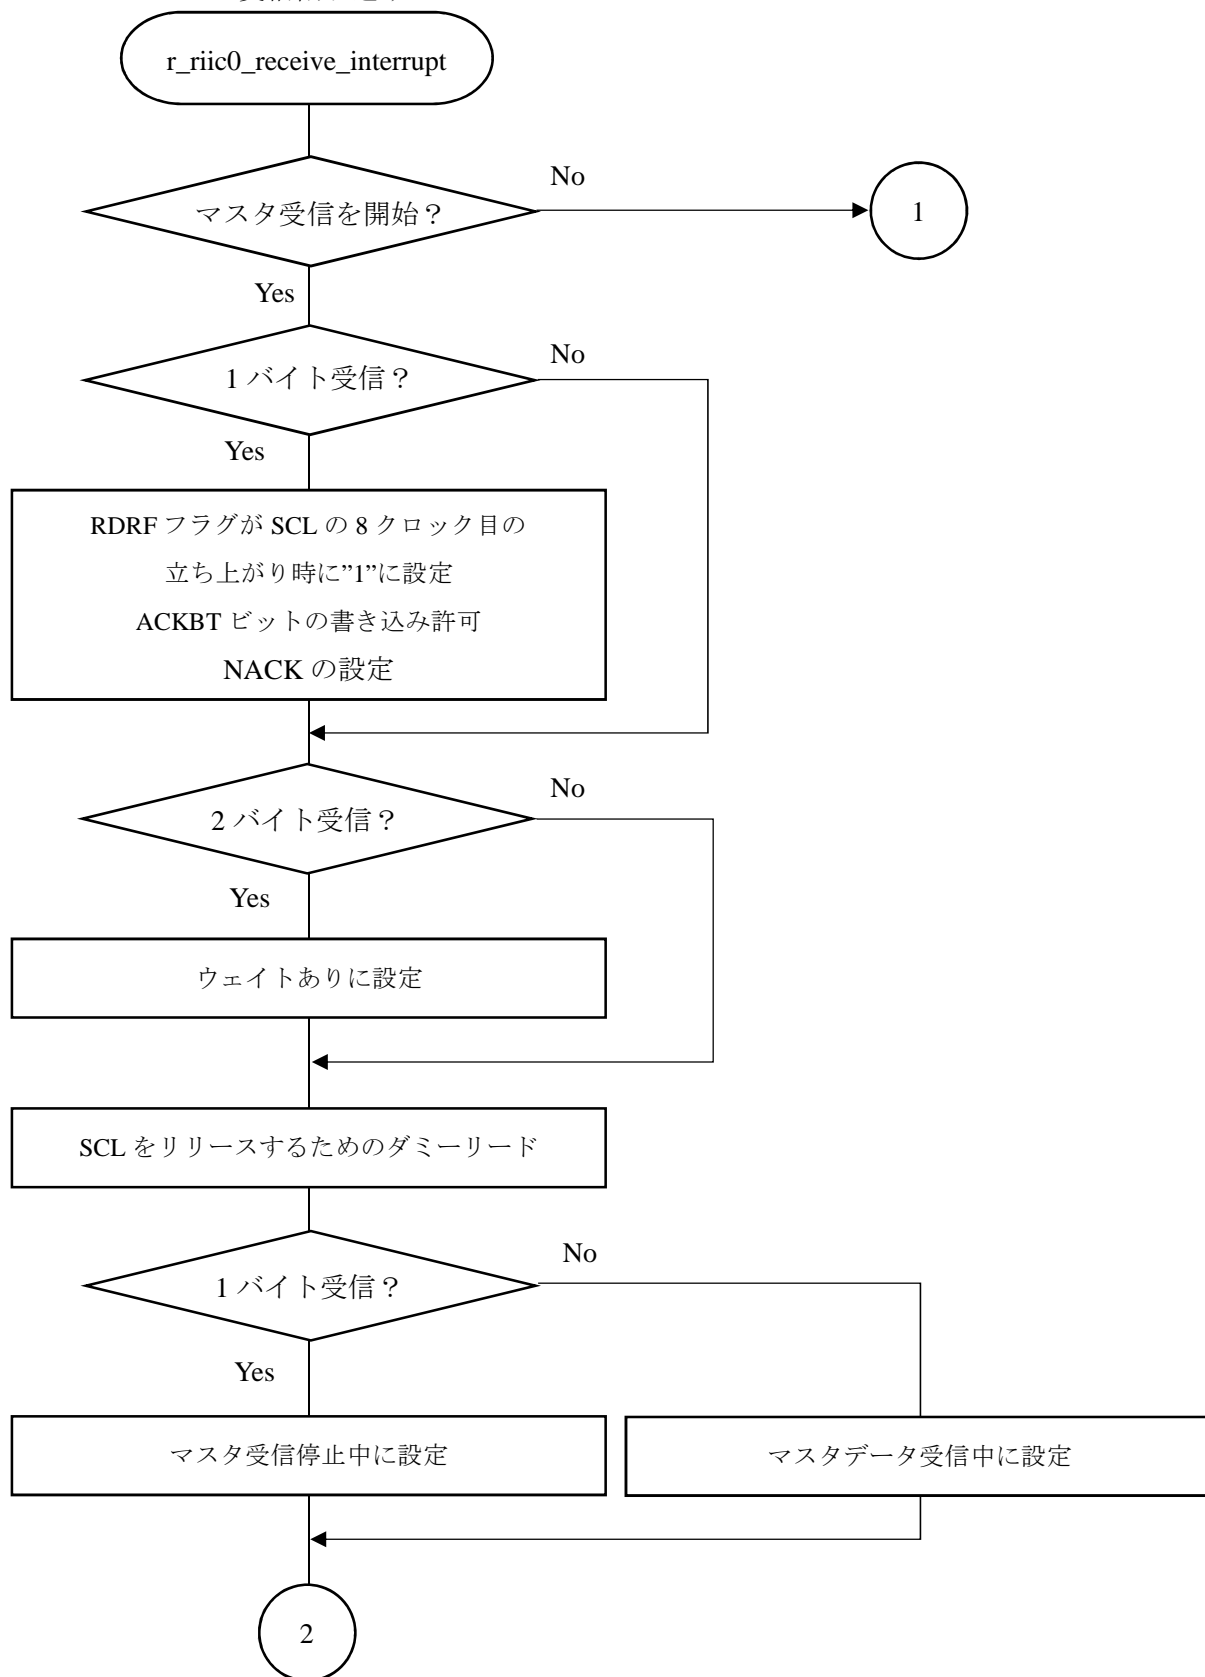 r_riic0_receive_interrupt
No
マスタ受信を開始？
1
Yes
No
1 バイト受信？
Yes
RDRF フラグが SCL の 8 クロック目の
立ち上がり時に”1”に設定
ACKBT ビットの書き込み許可
NACK の設定
No
2 バイト受信？
Yes
ウェイトありに設定
SCL をリリースするためのダミーリード
No
1 バイト受信？
Yes
マスタ受信停止中に設定
マスタデータ受信中に設定
2